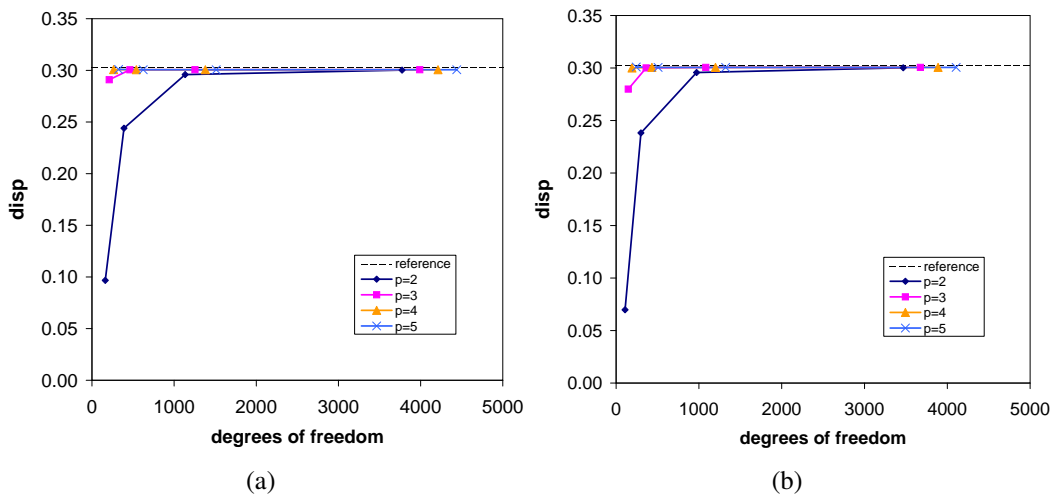 0.35
0.30
0.25
0.20
0.15
0.10
0.05
0.00
disp
0 1000 2000 3000 4000 5000
degrees of freedom
reference
p=2
p=3
p=4
p=5
(a)
0.35
0.30
0.25
0.20
0.15
0.10
0.05
0.00
disp
0 1000 2000 3000 4000 5000
degrees of freedom
reference
p=2
p=3
p=4
p=5
(b)